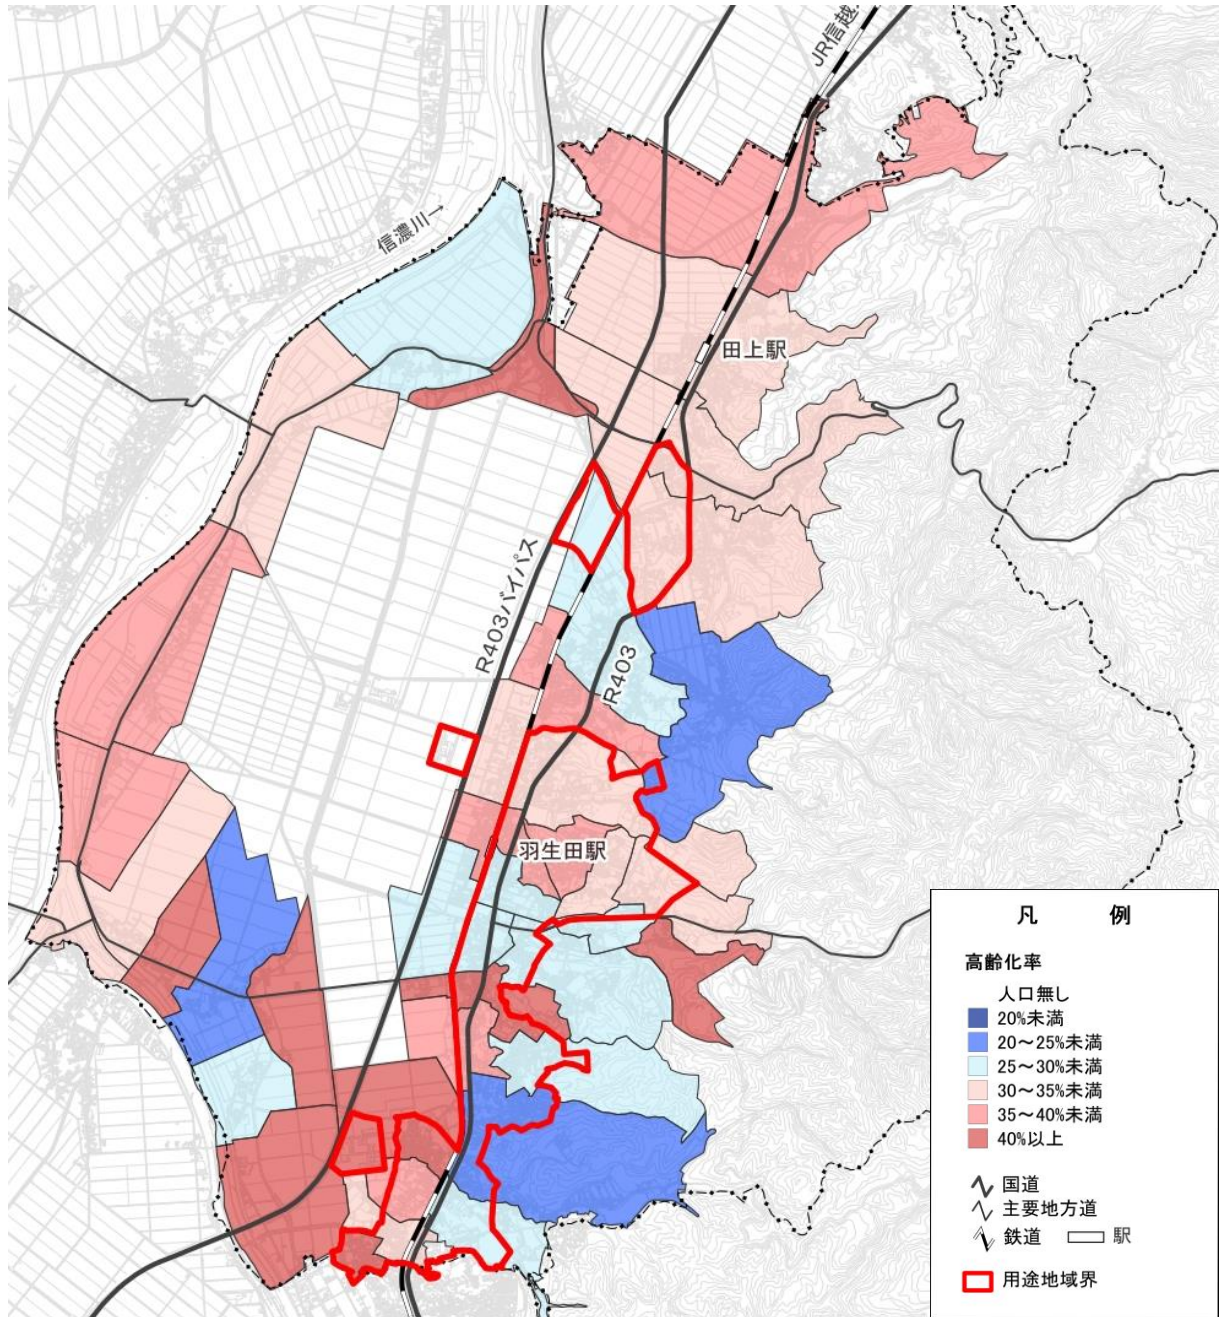 JR信越
信濃川→
田上駅
R403バイパス
R403
羽生田駅
凡 例
高齢化率
人口無し
20%未満
20～25%未満
25～30%未満
30～35%未満
35～40%未満
40%以上
国道
主要地方道
鉄道 駅
用途地域界